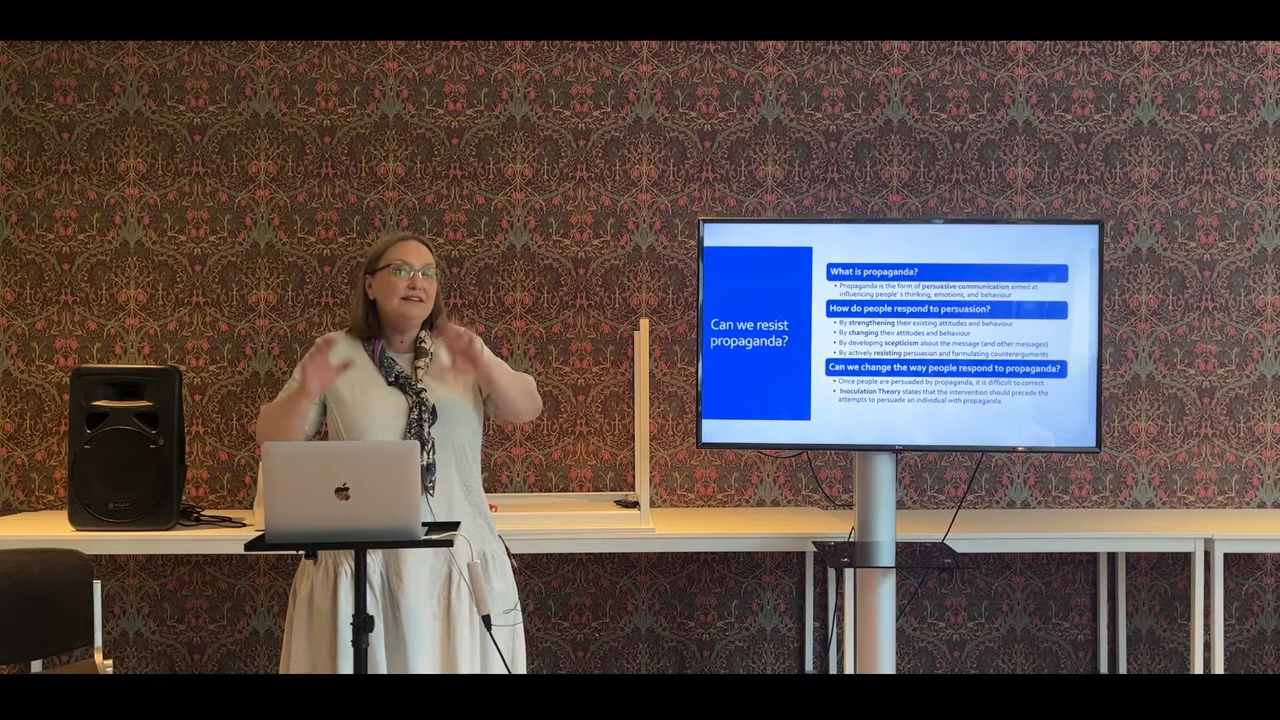 Can we resist
propaganda?
What is propaganda?
• Propaganda is the form of persuasive communication aimed at
influencing people's thinking, emotions, and behaviour
How do people respond to persuasion?
• By strengthening their existing attitudes and behaviour
• By changing their attitudes and behaviour
• By developing scepticism about the message (and other messages)
• By actively resisting persuasion and formulating counterarguments
Can we change the way people respond to propaganda?
• Once people are persuaded by propaganda, it is difficult to correct.
• Inoculation Theory states that the intervention should precede the
attempts to persuade an individual with propaganda.